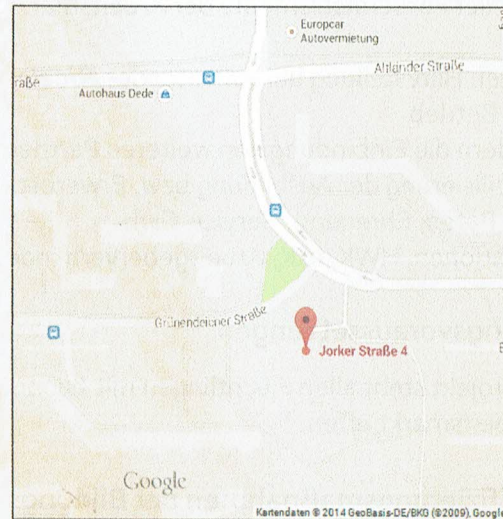 Europcar
Autovermietung
Altländer Straße
raße
Autohaus Dede
Grünendeicher Straße
Jorker Straße 4
Google
Kartendaten © 2014 GeoBasis-DE/BKG (©2009), Google